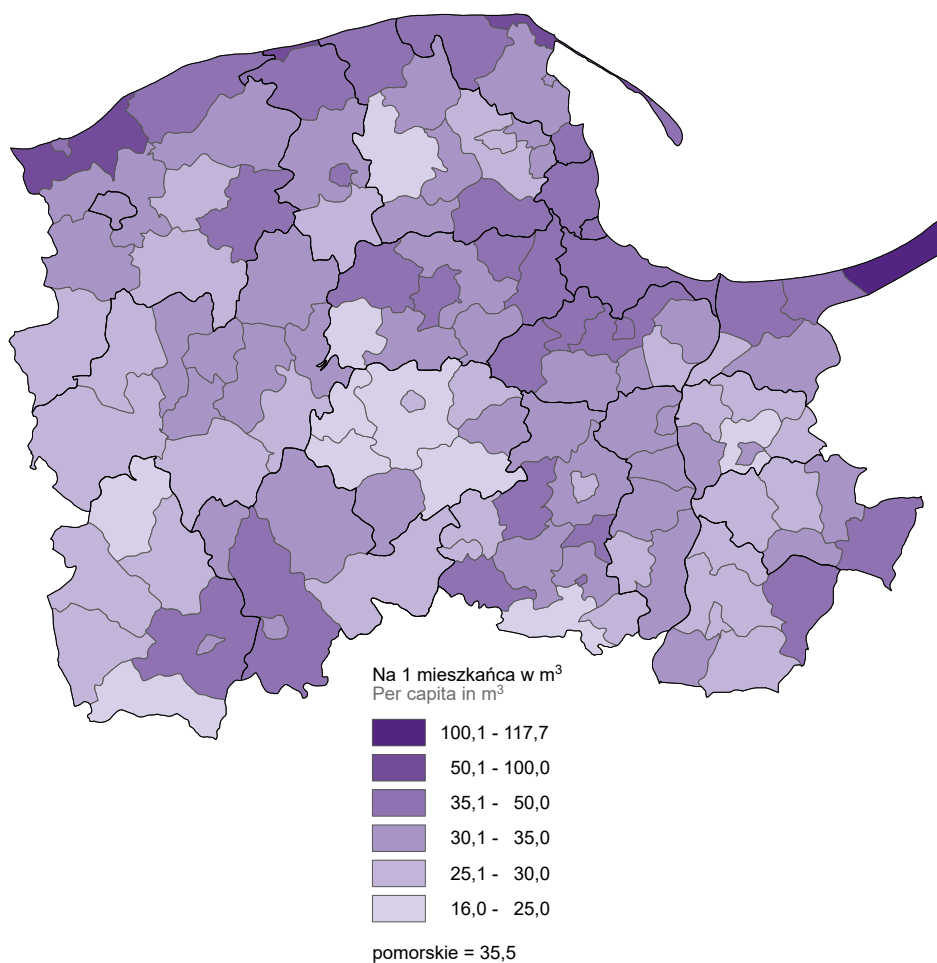 Na 1 mieszkańca w m³
Per capita in m³
100,1 - 117,7
50,1 - 100,0
35,1 - 50,0
30,1 - 35,0
25,1 - 30,0
16,0 - 25,0
pomorskie = 35,5